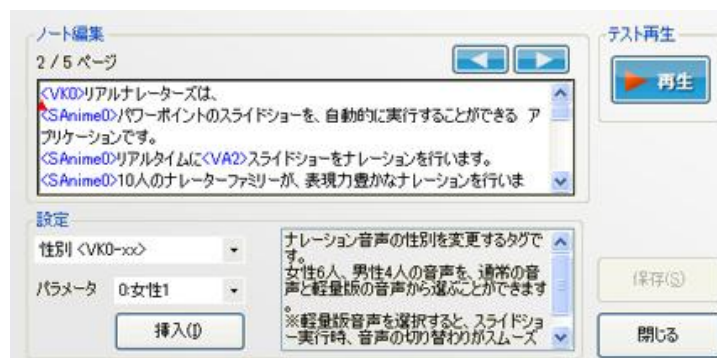 ノート編集
2 / 5 ページ
<VK0>リアルナレーターズは、
<SAnime0>パワーポイントのスライドショーを、自動的に実行することができる ア
プリケーションです。
<SAnime0>リアルタイムに<VA2>スライドショーをナレーションを行います。
<SAnime0>10人のナレーターファミリーが、表現力豊かなナレーションを行いま
テスト再生
再生
設定
性別 <VK0-xx>
パラメータ 0:女性1
挿入(I)
ナレーション音声の性別を変更するタグで
す。
女性6人、男性4人の音声を、通常の音
声と軽量版の音声から選ぶことができます
。
※軽量版音声を選択すると、スライドショ
ー実行時、音声の切り替わりがスムーズ
保存(S)
閉じる